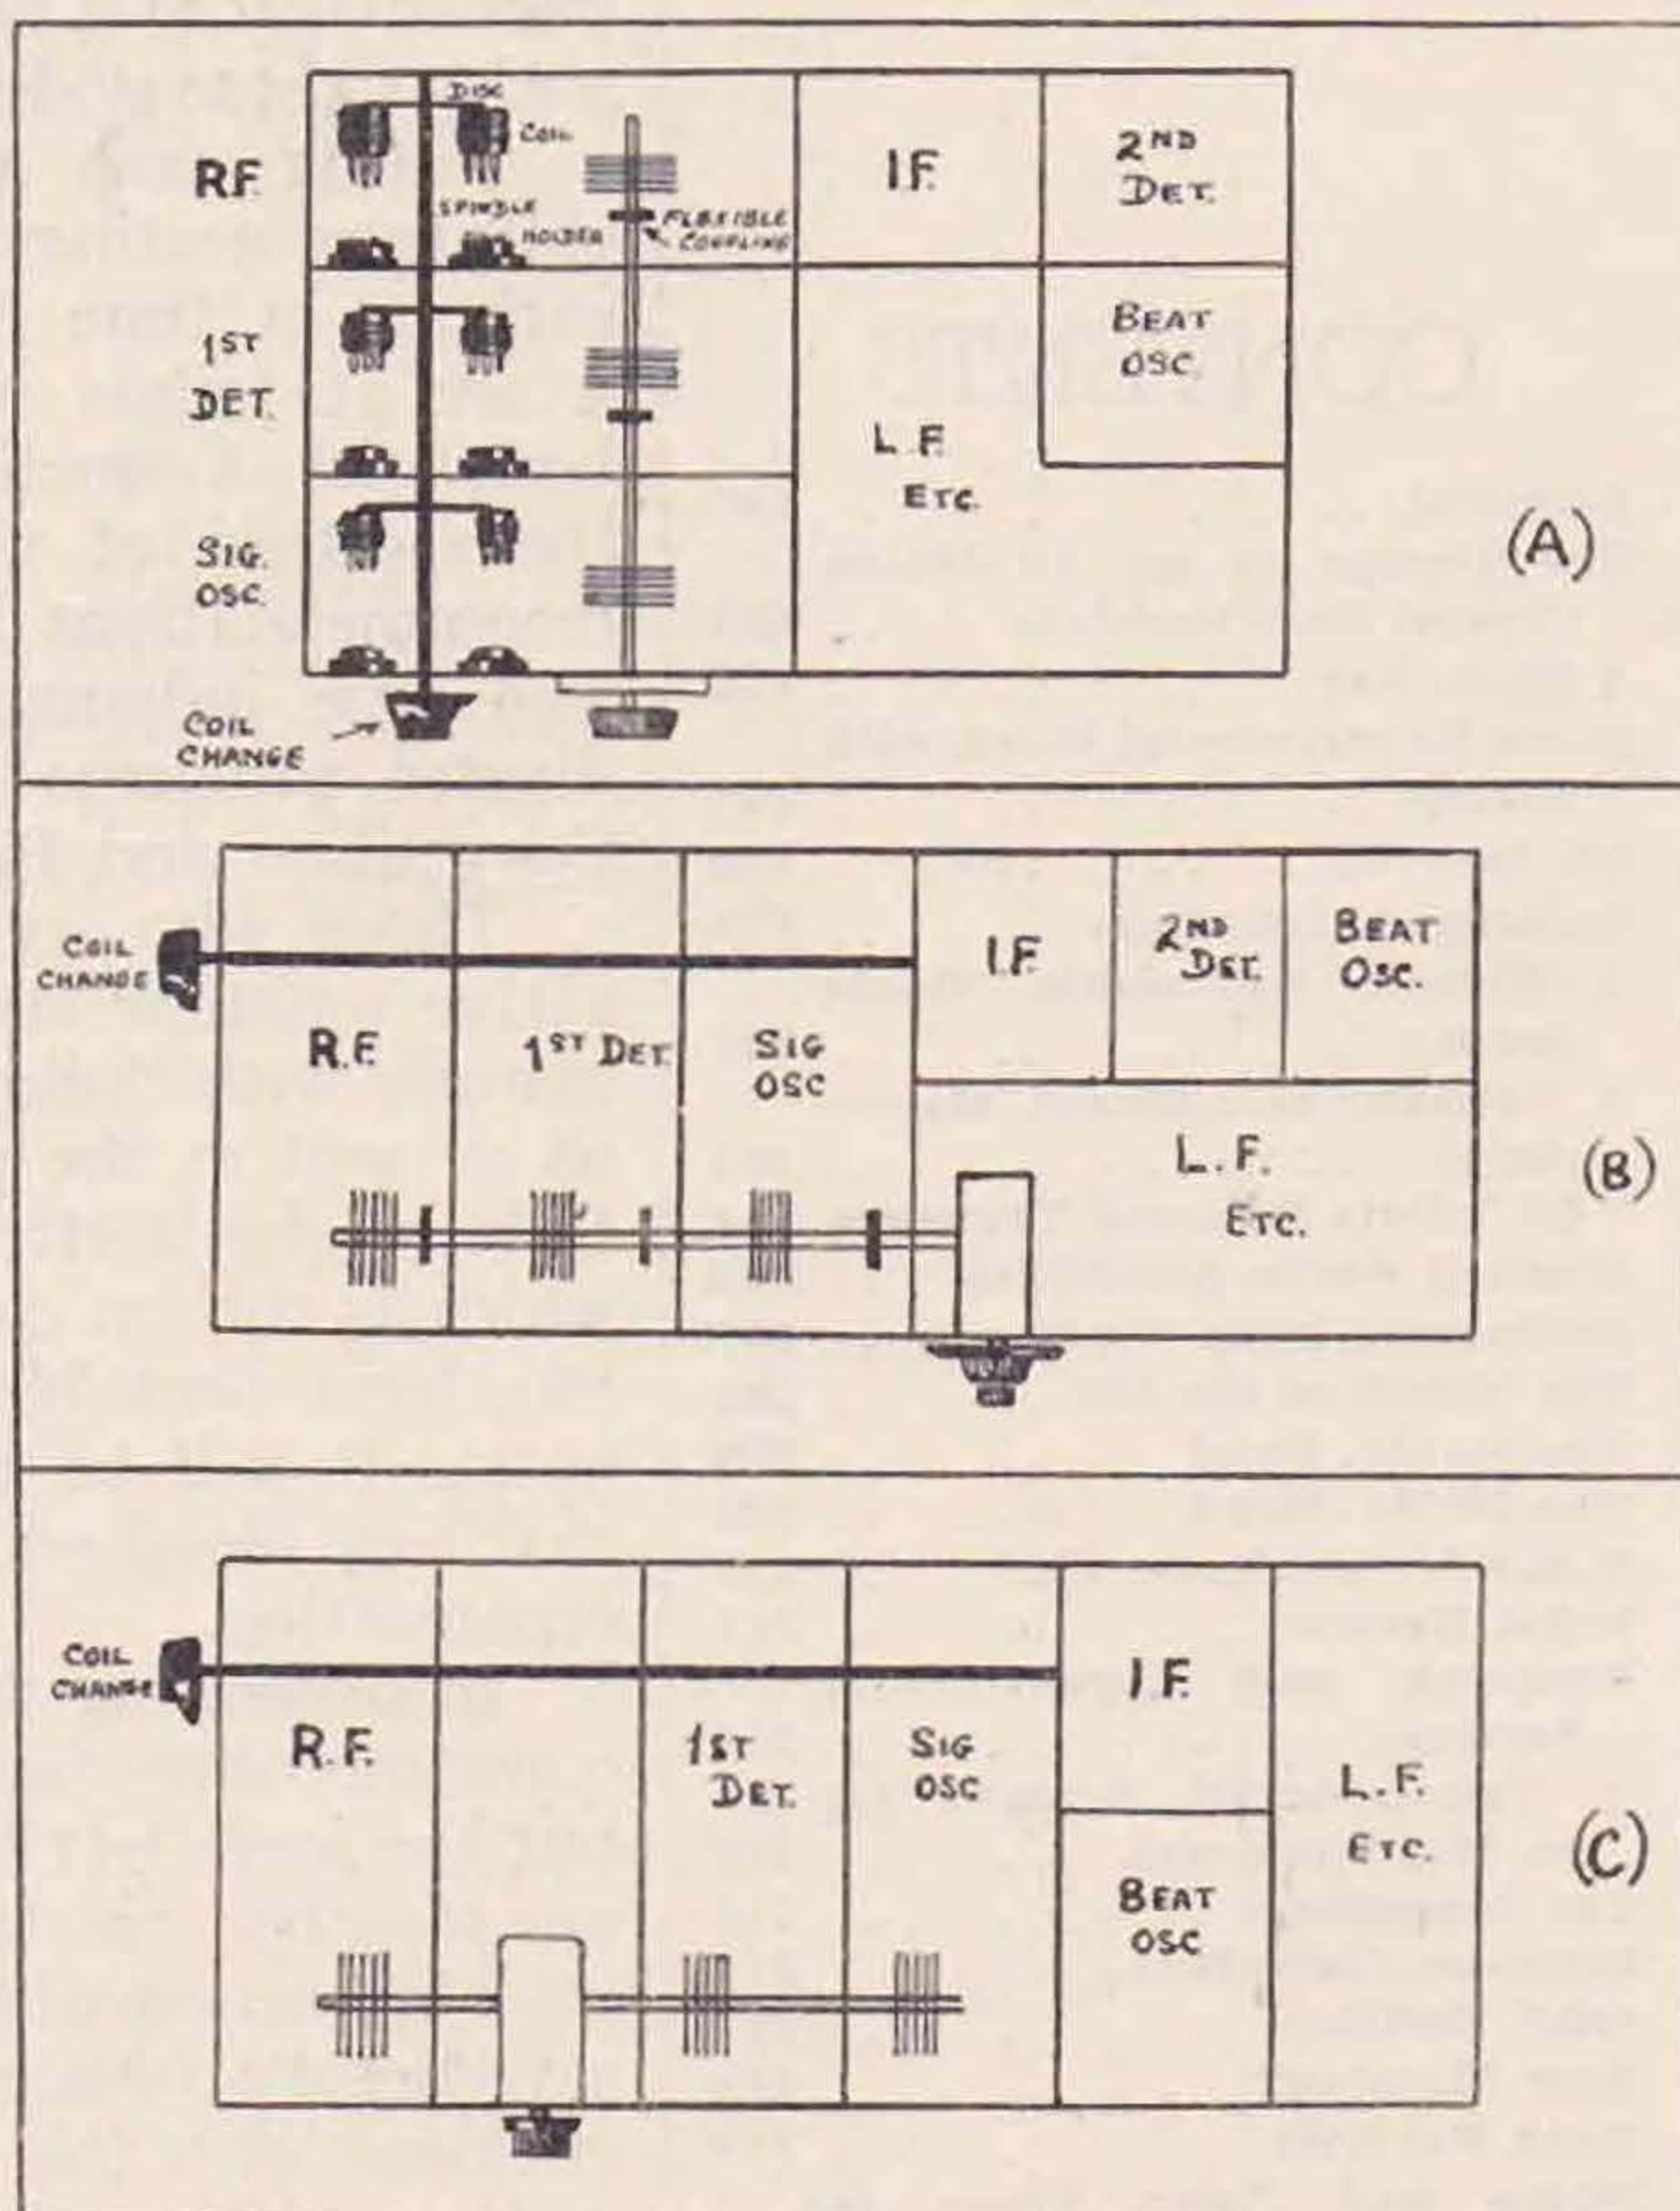 DISC
COIL
R.F.
I.F.
2ND
DET.
SPINDLE
HOLDER
FLEXIBLE
COUPLING
1ST
DET.
BEAT
OSC.
L.F.
ETC.
SIG.
OSC.
(A)
COIL
CHANGE
COIL
CHANGE
I.F.
2ND
DET.
BEAT
OSC.
R.F.
1ST DET.
SIG
OSC
L.F.
ETC.
(B)
COIL
CHANGE
R.F.
1ST
DET.
SIG
OSC
I.F.
L.F.
ETC.
BEAT
OSC
(C)